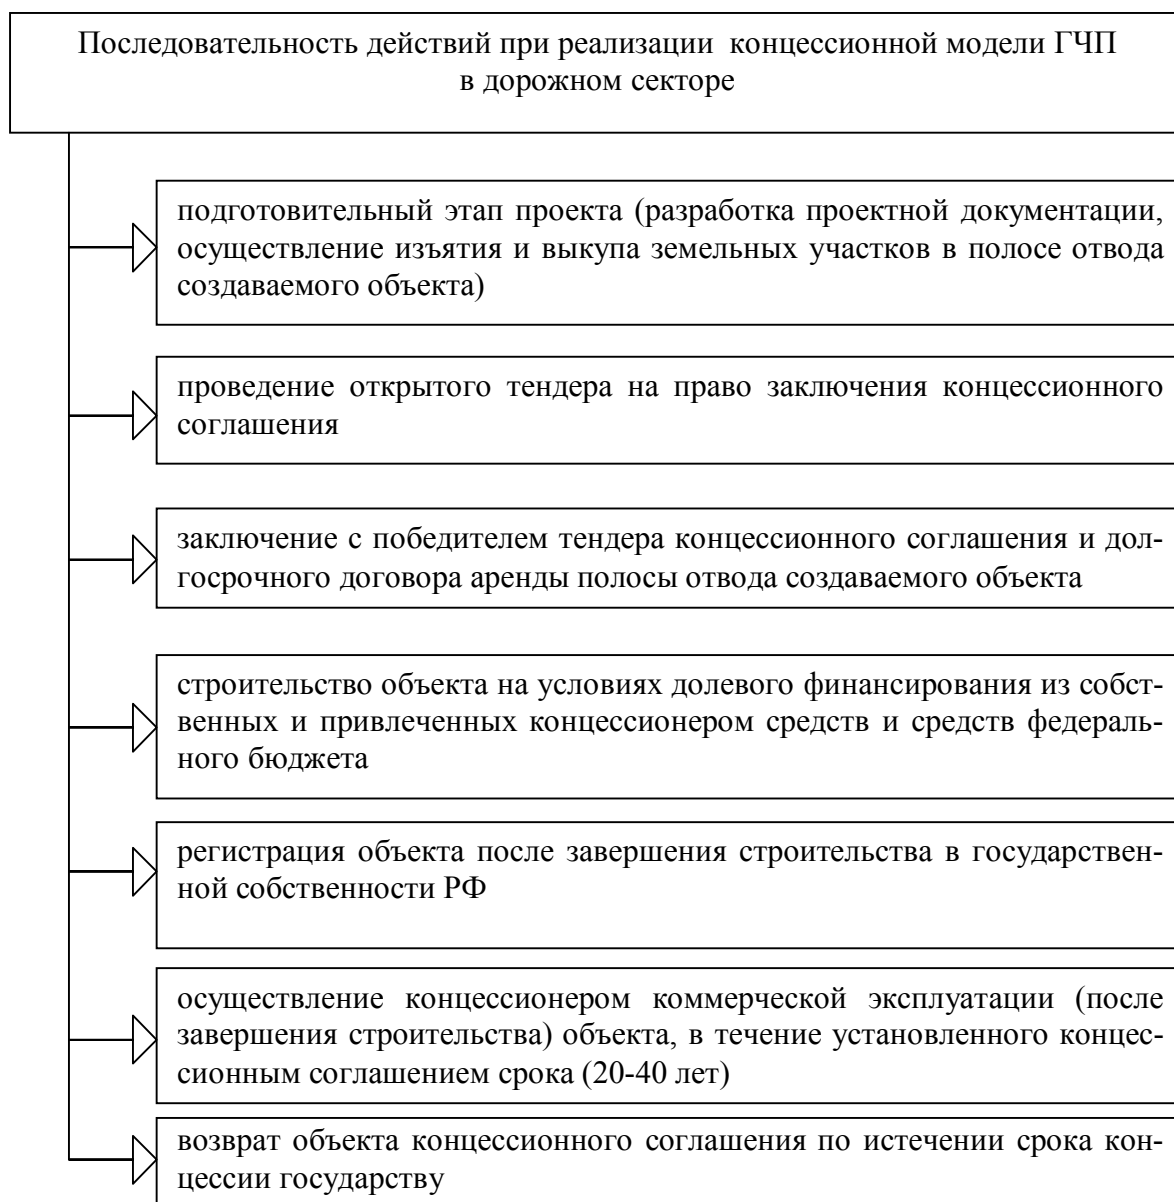 Последовательность действий при реализации концессионной модели ГЧП
в дорожном секторе
подготовительный этап проекта (разработка проектной документации,
осуществление изъятия и выкупа земельных участков в полосе отвода
создаваемого объекта)
проведение открытого тендера на право заключения концессионного
соглашения
заключение с победителем тендера концессионного соглашения и дол-
госрочного договора аренды полосы отвода создаваемого объекта
строительство объекта на условиях долевого финансирования из собст-
венных и привлеченных концессионером средств и средств федераль-
ного бюджета
регистрация объекта после завершения строительства в государствен-
ной собственности РФ
осуществление концессионером коммерческой эксплуатации (после
завершения строительства) объекта, в течение установленного концес-
сионным соглашением срока (20-40 лет)
возврат объекта концессионного соглашения по истечении срока кон-
цессии государству